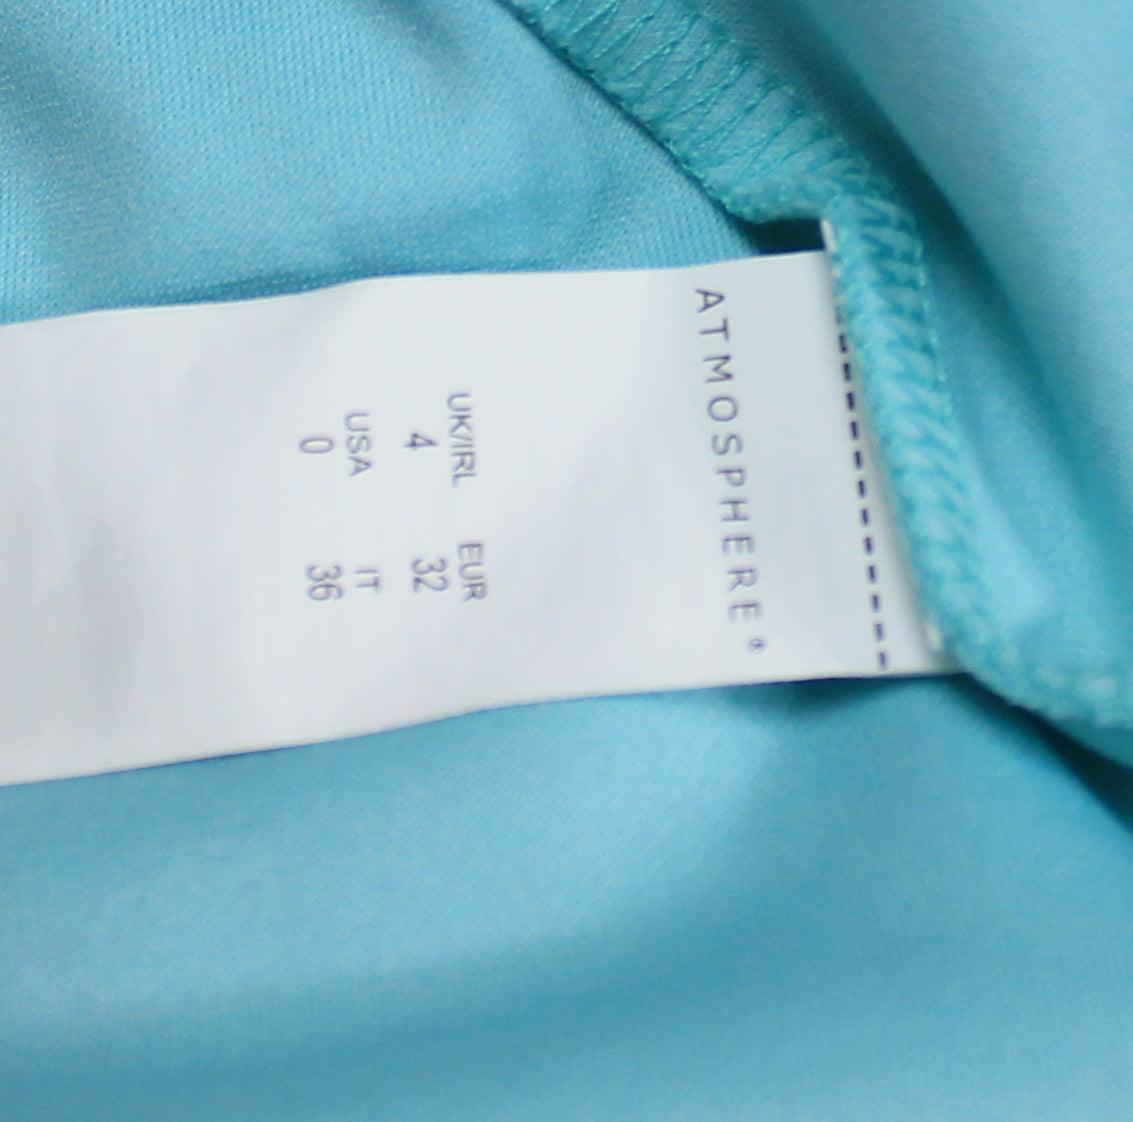 ATMOSPHERE®
UK/IRL EUR
4 32
USA IT
0 36